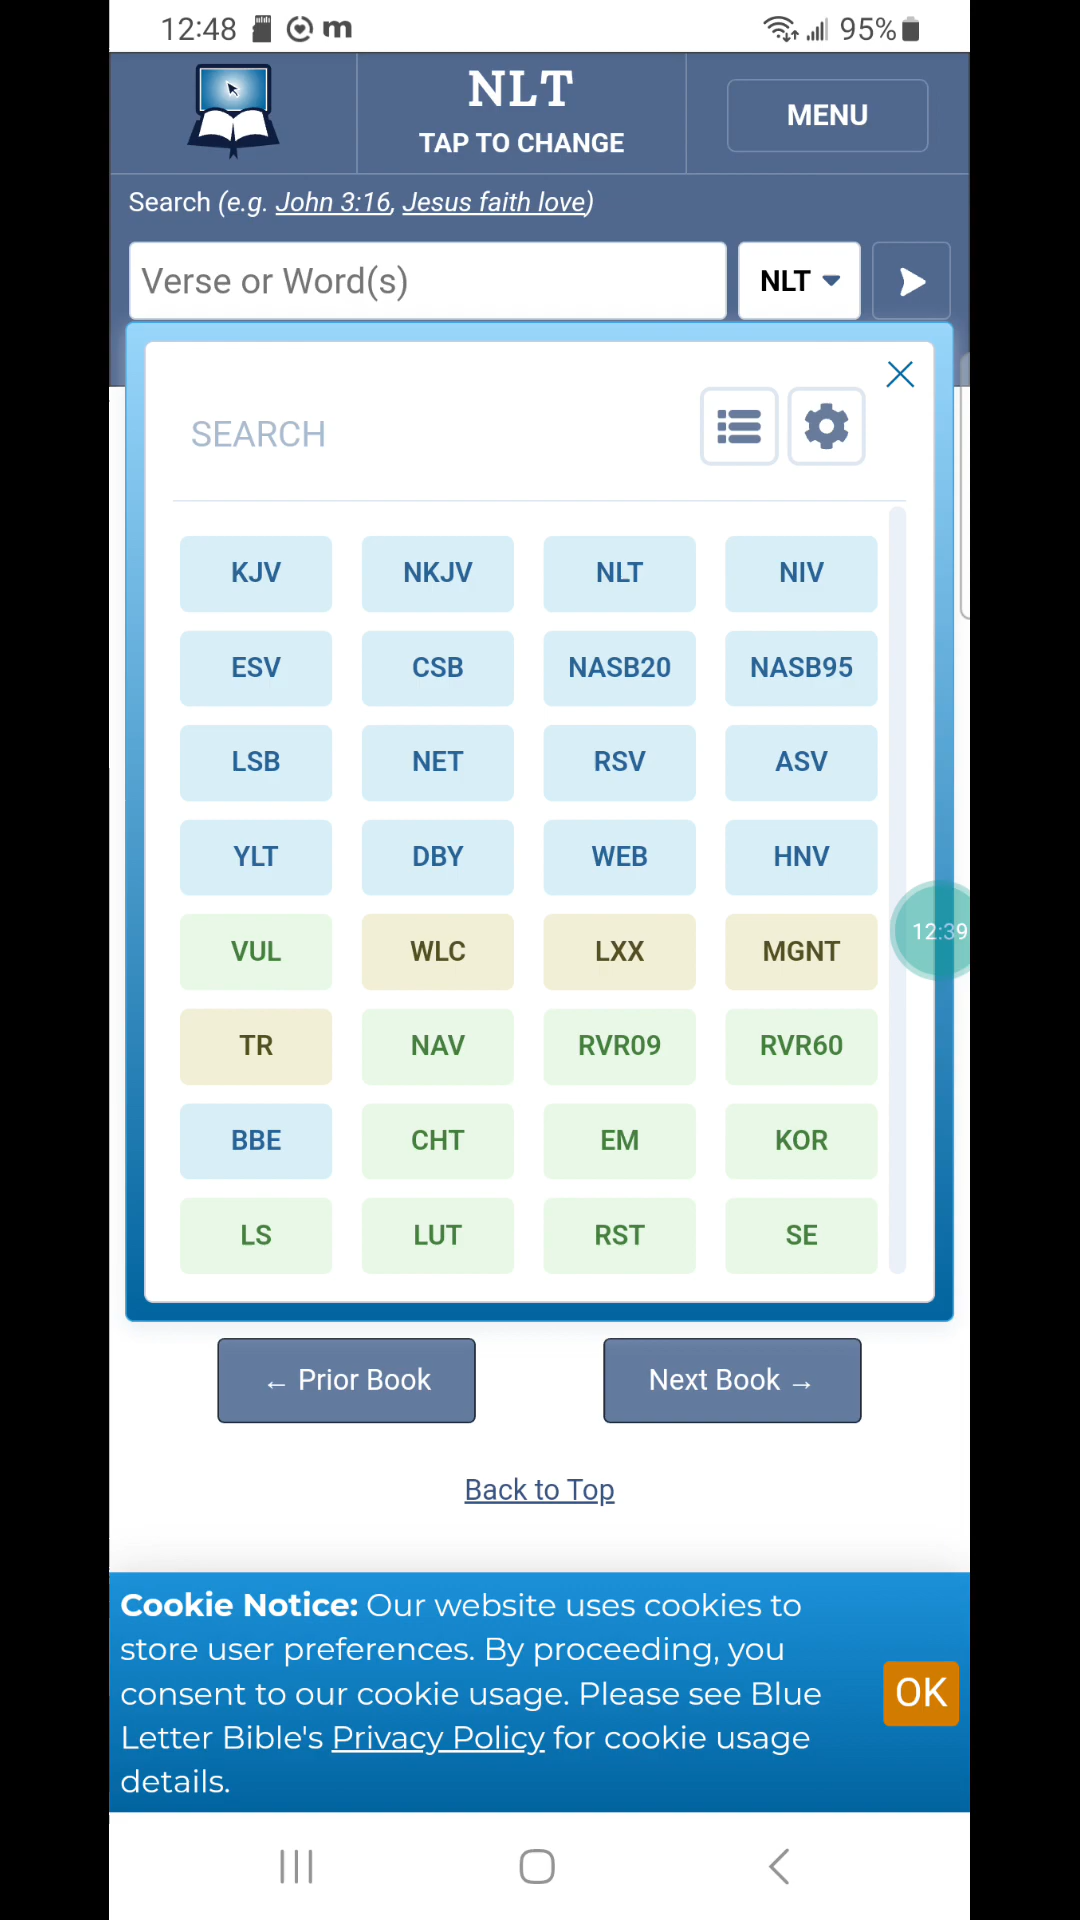 12:48 m 95%
NLT
TAP TO CHANGE
MENU
Search (e.g. John 3:16, Jesus faith love)
Verse or Word(s) NLT
SEARCH
KJV NKJV NLT NIV
ESV CSB NASB20 NASB95
LSB NET RSV ASV
YLT DBY WEB HNV
VUL WLC LXX MGNT
12:39
TR NAV RVR09 RVR60
BBE CHT EM KOR
LS LUT RST SE
← Prior Book Next Book →
Back to Top
Cookie Notice: Our website uses cookies to
store user preferences. By proceeding, you
consent to our cookie usage. Please see Blue
Letter Bible's Privacy Policy for cookie usage
details.
OK